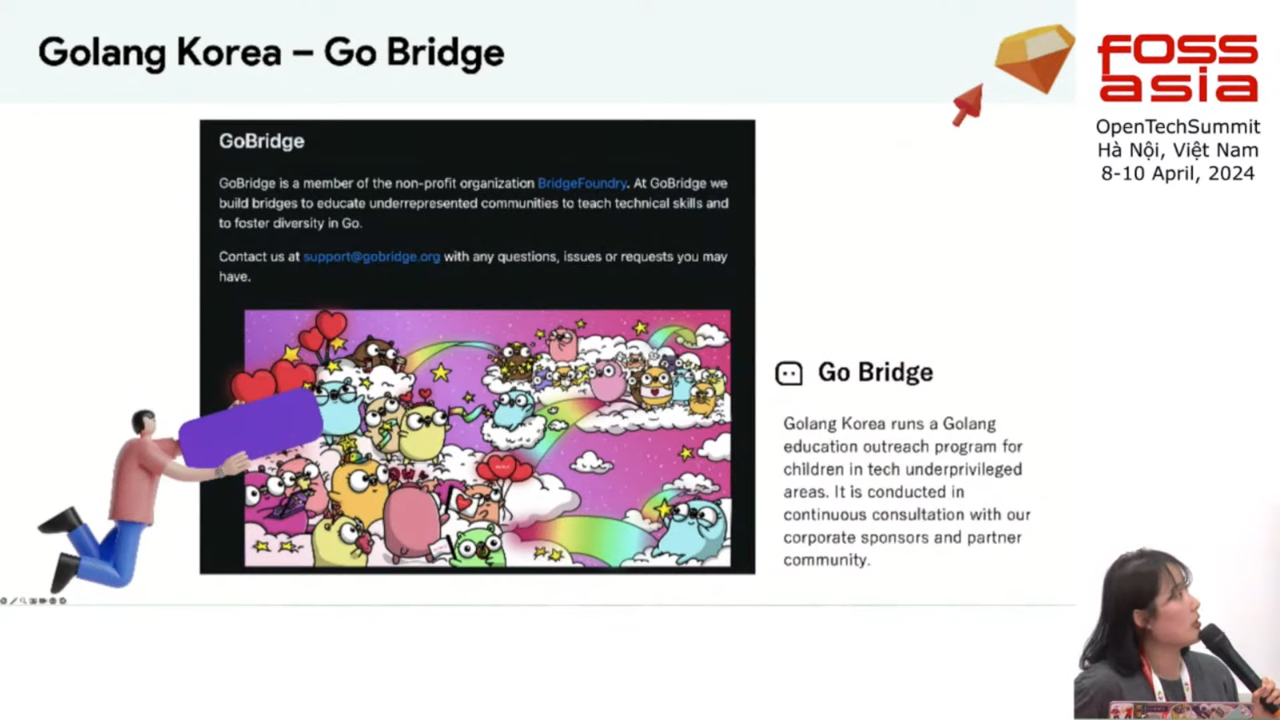 Golang Korea – Go Bridge
FOSS
asia
OpenTechSummit
Hà Nội, Việt Nam
8-10 April, 2024
GoBridge
GoBridge is a member of the non-profit organization BridgeFoundry. At GoBridge we
build bridges to educate underrepresented communities to teach technical skills and
to foster diversity in Go.
Contact us at support@gobridge.org with any questions, issues or requests you may
have.
Go Bridge
Golang Korea runs a Golang
education outreach program for
children in tech underprivileged
areas. It is conducted in
continuous consultation with our
corporate sponsors and partner
community.